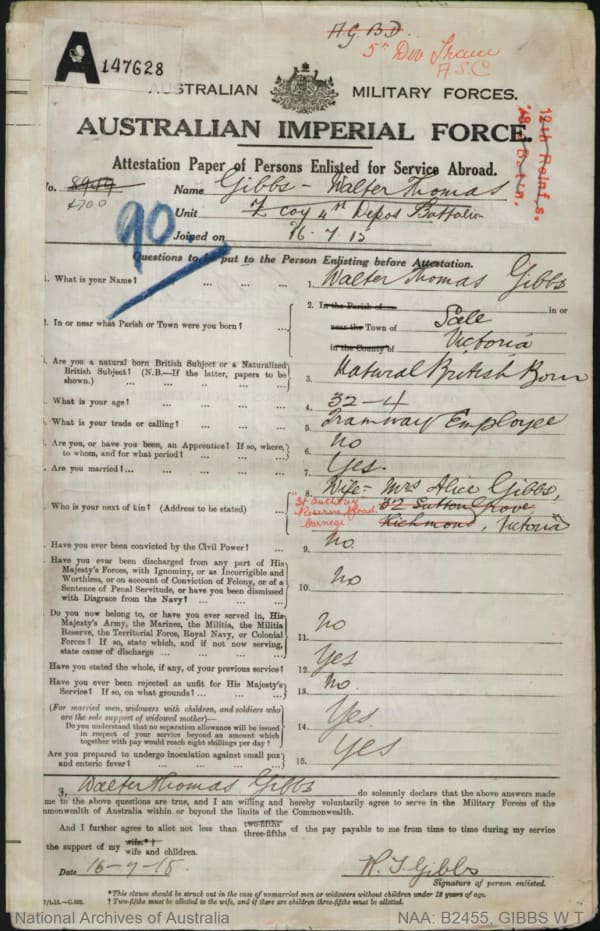 A 147628
A.G.B.D.
5th Div Train
ASC
AUSTRALIAN MILITARY FORCES.
AUSTRALIAN IMPERIAL FORCE.
12th Reinfs.
8th Batn.
Attestation Paper of Persons Enlisted for Service Abroad.
No. 8949 Name Gibbs - Walter Thomas
4700
90. Unit F coy 4th Depot Battalion
Joined on 16-7-15
Questions to be put to the Person Enlisting before Attestation.
1. What is your Name? ... ... ... 1. Walter Thomas Gibbs
2. In or near what Parish or Town were you born? ... 2. In the Parish of in or
near the Town of Sale
in the County of Victoria
3. Are you a natural born British Subject or a Naturalized
British Subject? (N.B.—If the latter, papers to be
shown.) ... ... ... ... ... 3. Natural British Born
What is your age? ... ... ... ... 4. 32-4
What is your trade or calling? ... ... ... 5. Tramway Employee
Are you, or have you been, an Apprentice? If so, where,
to whom, and for what period? ... ... ... 6. No
Are you married? ... ... ... ... 7. Yes.
8. Wife - Mrs Alice Gibbs,
Who is your next of kin? (Address to be stated) ... St Anthony Reserve Road Carnegie 32 Sutton Grove
Richmond, Victoria
Have you ever been convicted by the Civil Power? ... 9. No
Have you ever been discharged from any part of His
Majesty's Forces, with Ignominy, or as Incorrigible and
Worthless, or on account of Conviction of Felony, or of a
Sentence of Penal Servitude, or have you been dismissed
with Disgrace from the Navy? ... ... ... 10. No
Do you now belong to, or have you ever served in, His
Majesty's Army, the Marines, the Militia, the Militia
Reserve, the Territorial Force, Royal Navy, or Colonial
Forces? If so, state which, and if not now serving,
state cause of discharge ... ... ... 11. No
Have you stated the whole, if any, of your previous service? 12. Yes
Have you ever been rejected as unfit for His Majesty's
Service? If so, on what grounds? ... ... ... 13. No.
(For married men, widowers with children, and soldiers who
are the sole support of widowed mother)—
Do you understand that no separation allowance will be issued
in respect of your service beyond an amount which
together with pay would reach eight shillings per day? ... 14. Yes.
Are you prepared to undergo inoculation against small pox
and enteric fever? ... ... ... ... 15. Yes
I, Walter Thomas Gibbs do solemnly declare that the above answers made
me to the above questions are true, and I am willing and hereby voluntarily agree to serve in the Military Forces of the
mmonwealth of Australia within or beyond the limits of the Commonwealth.
And I further agree to allot not less than two-fifths three-fifths of the pay payable to me from time to time during my service
the support of my wife.*† wife and children.
Date 16-7-15 W. T. Gibbs
Signature of person enlisted.
*This clause should be struck out in the case of unmarried men or widowers without children under 18 years of age.
† Two-fifths must be allotted to the wife, and if there are children three-fifths must be allotted.
National Archives of Australia NAA: B2455, GIBBS W T